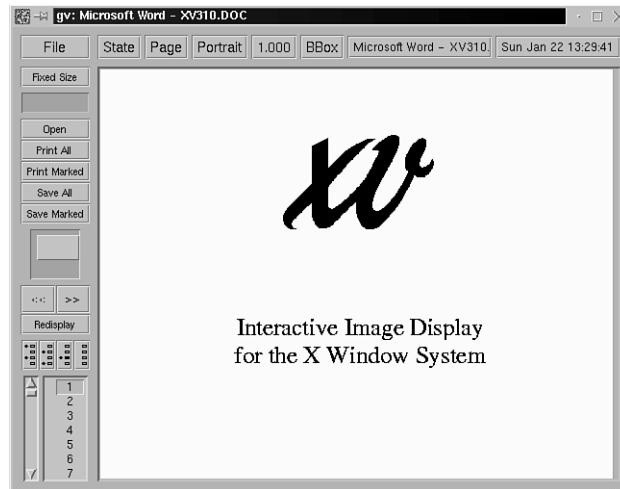 gv: Microsoft Word - XV310.DOC
File State Page Portrait 1.000 BBox Microsoft Word - XV310. Sun Jan 22 13:29:41
Fixed Size
Open
Print All
Print Marked
Save All
Save Marked
<< >>
Redisplay
1
2
3
4
5
6
7
xv
Interactive Image Display
for the X Window System